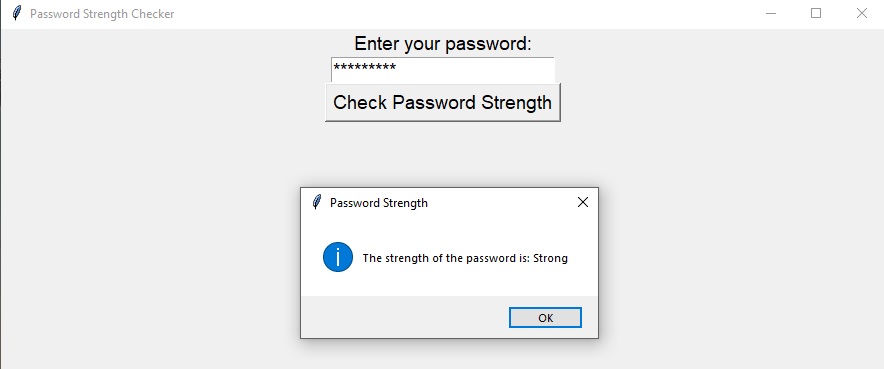 Password Strength Checker
Enter your password:
*********
Check Password Strength
Password Strength
The strength of the password is: Strong
OK